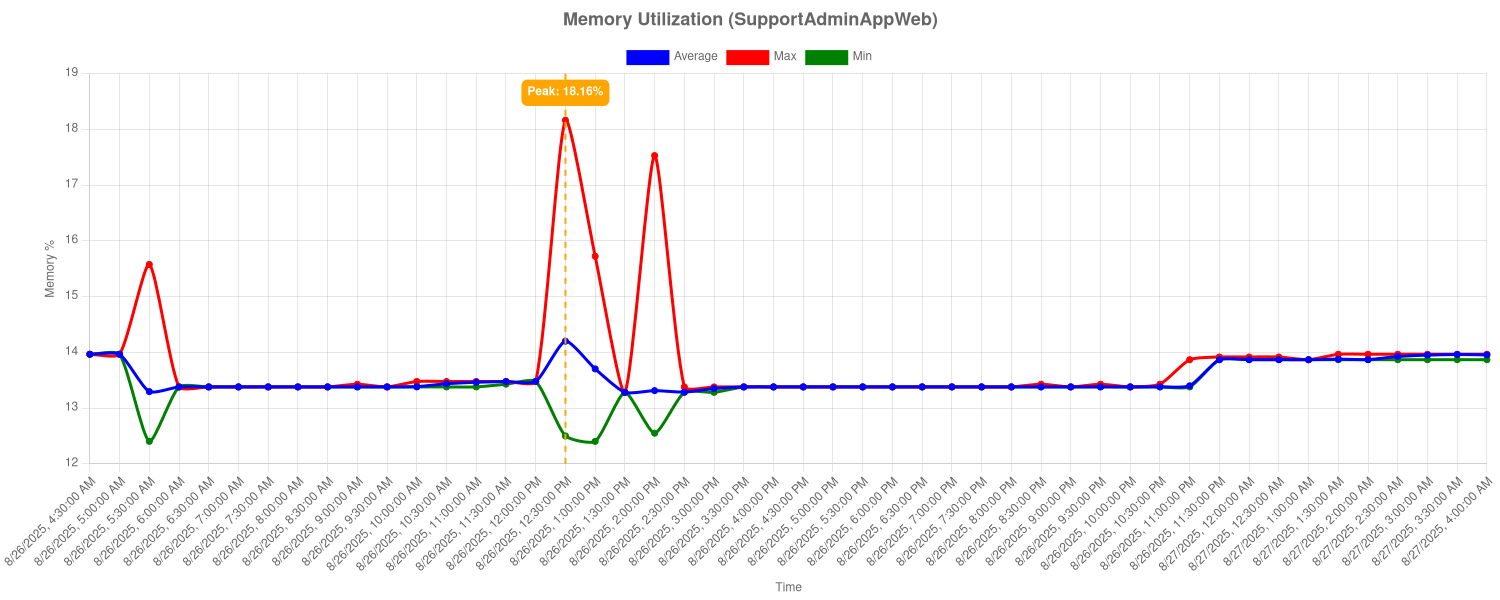 Memory Utilization (SupportAdminAppWeb)
Average Max Min
Peak: 18.16%
19
18
17
16
15
14
13
12
Memory %
8/26/2025, 4:30:00 AM
8/26/2025, 5:00:00 AM
8/26/2025, 5:30:00 AM
8/26/2025, 6:00:00 AM
8/26/2025, 6:30:00 AM
8/26/2025, 7:00:00 AM
8/26/2025, 7:30:00 AM
8/26/2025, 8:00:00 AM
8/26/2025, 8:30:00 AM
8/26/2025, 9:00:00 AM
8/26/2025, 9:30:00 AM
8/26/2025, 10:00:00 AM
8/26/2025, 10:30:00 AM
8/26/2025, 11:00:00 AM
8/26/2025, 11:30:00 AM
8/26/2025, 12:00:00 PM
8/26/2025, 12:30:00 PM
8/26/2025, 1:00:00 PM
8/26/2025, 1:30:00 PM
8/26/2025, 2:00:00 PM
8/26/2025, 2:30:00 PM
8/26/2025, 3:00:00 PM
8/26/2025, 3:30:00 PM
8/26/2025, 4:00:00 PM
8/26/2025, 4:30:00 PM
8/26/2025, 5:00:00 PM
8/26/2025, 5:30:00 PM
8/26/2025, 6:00:00 PM
8/26/2025, 6:30:00 PM
8/26/2025, 7:00:00 PM
8/26/2025, 7:30:00 PM
8/26/2025, 8:00:00 PM
8/26/2025, 8:30:00 PM
8/26/2025, 9:00:00 PM
8/26/2025, 9:30:00 PM
8/26/2025, 10:00:00 PM
8/26/2025, 10:30:00 PM
8/26/2025, 11:00:00 PM
8/26/2025, 11:30:00 PM
8/27/2025, 12:00:00 AM
8/27/2025, 12:30:00 AM
8/27/2025, 1:00:00 AM
8/27/2025, 1:30:00 AM
8/27/2025, 2:00:00 AM
8/27/2025, 2:30:00 AM
8/27/2025, 3:00:00 AM
8/27/2025, 3:30:00 AM
8/27/2025, 4:00:00 AM
Time